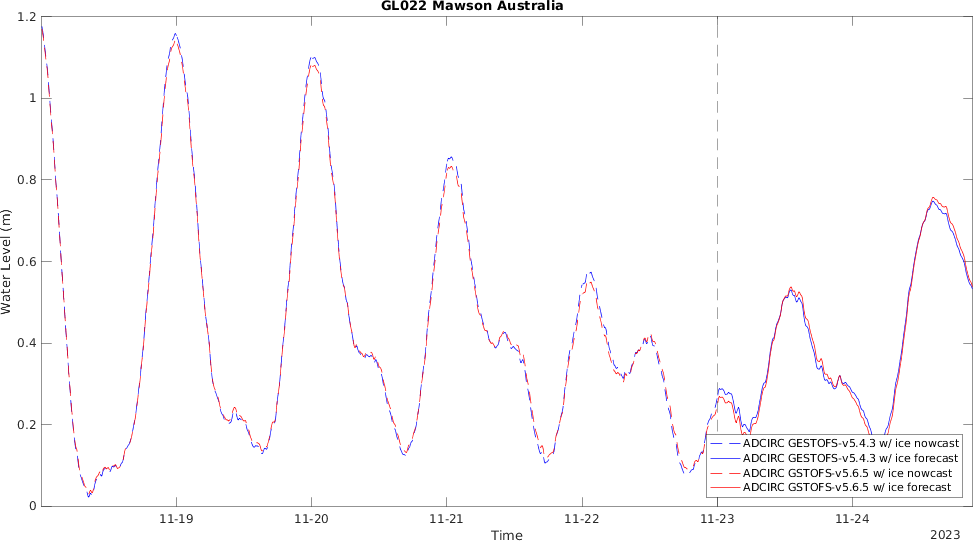 GL022 Mawson Australia
1.2
1
0.8
0.6
0.4
0.2
0
Water Level (m)
11-19
11-20
11-21
11-22
11-23
11-24
Time
2023
ADCIRC GESTOFS-v5.4.3 w/ ice nowcast
ADCIRC GESTOFS-v5.4.3 w/ ice forecast
ADCIRC GSTOFS-v5.6.5 w/ ice nowcast
ADCIRC GSTOFS-v5.6.5 w/ ice forecast